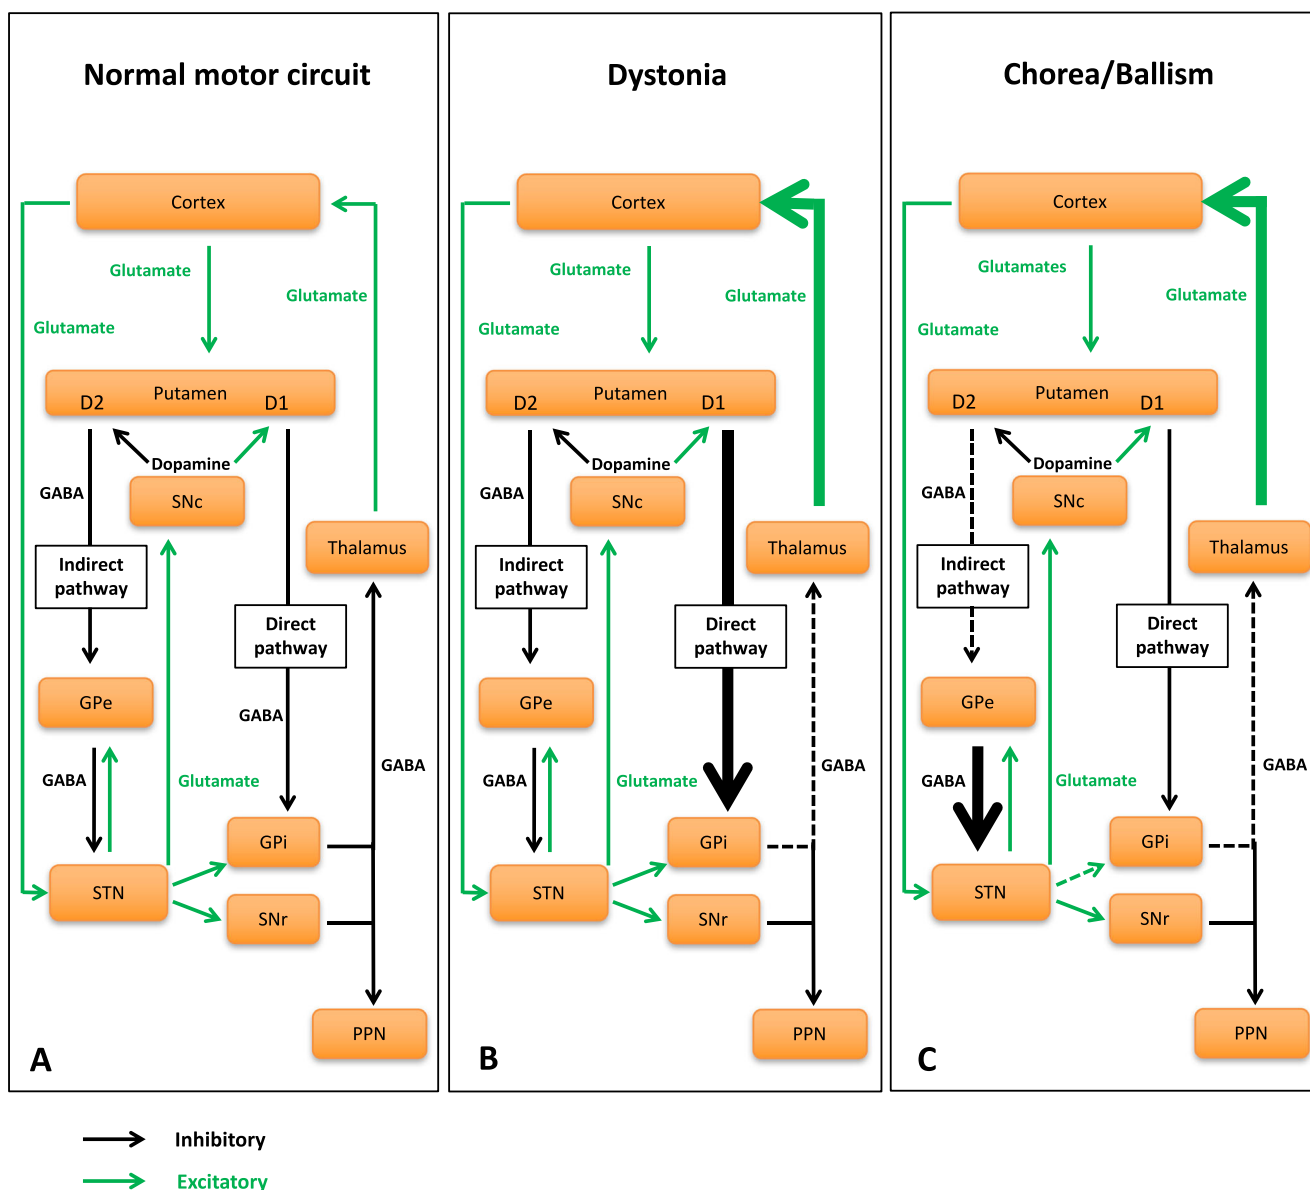 Normal motor circuit
Cortex
Glutamate
Glutamate
Glutamate
Putamen
D2
D1
Dopamine
GABA
SNc
Thalamus
Indirect
pathway
Direct
pathway
GPe
GABA
GABA
Glutamate
GABA
GPi
STN
SNr
PPN
A
Dystonia
Cortex
Glutamate
Glutamate
Glutamate
Putamen
D2
D1
Dopamine
GABA
SNc
Thalamus
Indirect
pathway
Direct
pathway
GPe
GABA
Glutamate
GABA
GPi
STN
SNr
PPN
B
Chorea/Ballism
Cortex
Glutamates
Glutamate
Glutamate
Putamen
D2
D1
Dopamine
GABA
SNc
Thalamus
Indirect
pathway
Direct
pathway
GPe
GABA
Glutamate
GABA
GPi
STN
SNr
PPN
C
Inhibitory
Excitatory